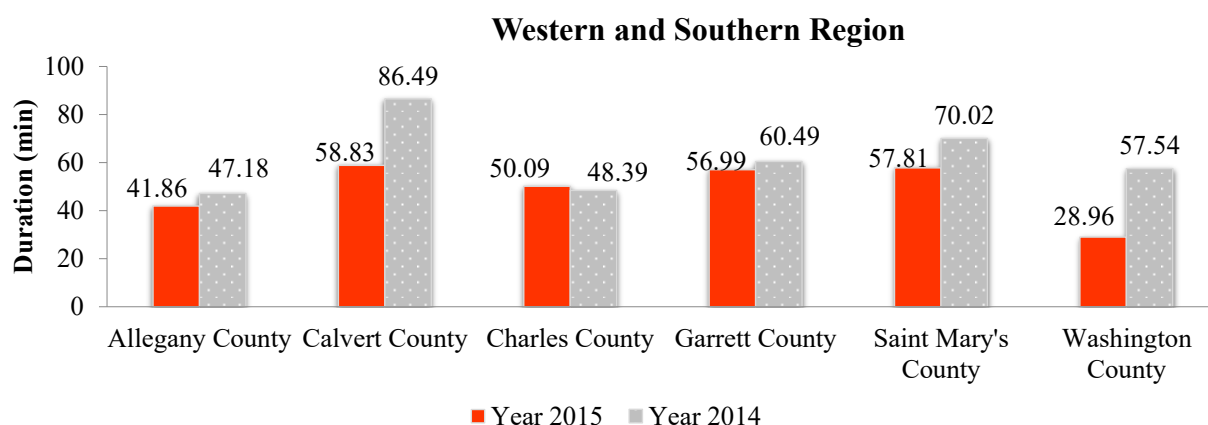 Western and Southern Region
Duration (min)
100
80
60
40
20
0
41.86
47.18
58.83
86.49
50.09
48.39
56.99
60.49
57.81
70.02
28.96
57.54
Allegany County
Calvert County
Charles County
Garrett County
Saint Mary's
County
Washington
County
Year 2015
Year 2014